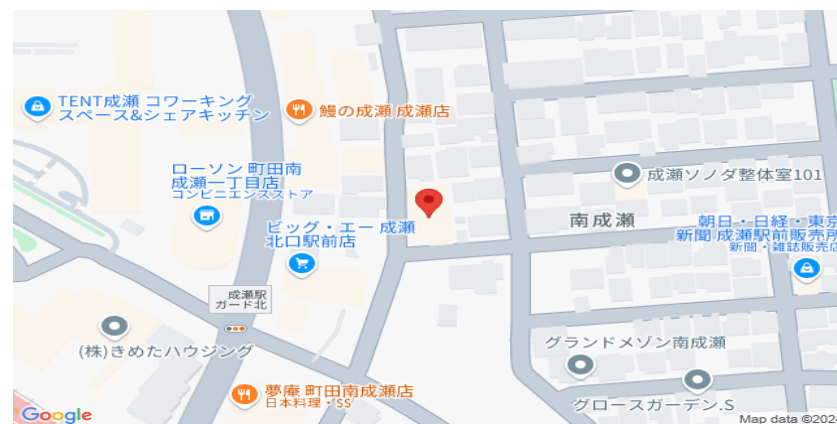 TENT成瀬 コワーキング
スペース&シェアキッチン
鰻の成瀬 成瀬店
ローソン 町田南
成瀬一丁目店
コンビニエンスストア
成瀬ソノダ整体室101
ビッグ・エー 成瀬
北口駅前店
南成瀬
朝日・日経・東京
新聞 成瀬駅前販売所
新聞・雑誌販売店
成瀬駅
ガード北
(株)きめたハウジング
グランドメゾン南成瀬
夢庵 町田南成瀬店
日本料理・SS
グロースガーデン.S
Google
Map data ©2024